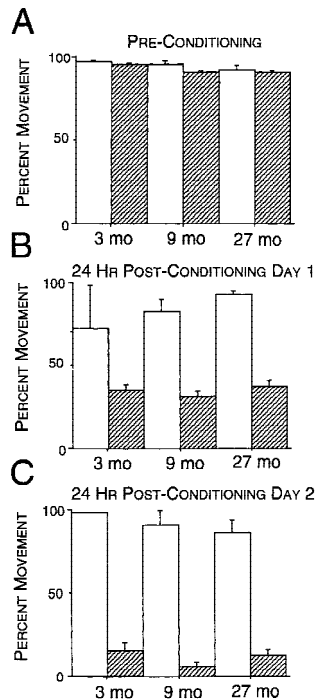 A
PRE-CONDITIONING
PERCENT MOVEMENT
100
50
0
3 mo 9 mo 27 mo
B
24 HR POST-CONDITIONING DAY 1
PERCENT MOVEMENT
100
50
0
3 mo 9 mo 27 mo
C
24 HR POST-CONDITIONING DAY 2
PERCENT MOVEMENT
100
50
0
3 mo 9 mo 27 mo